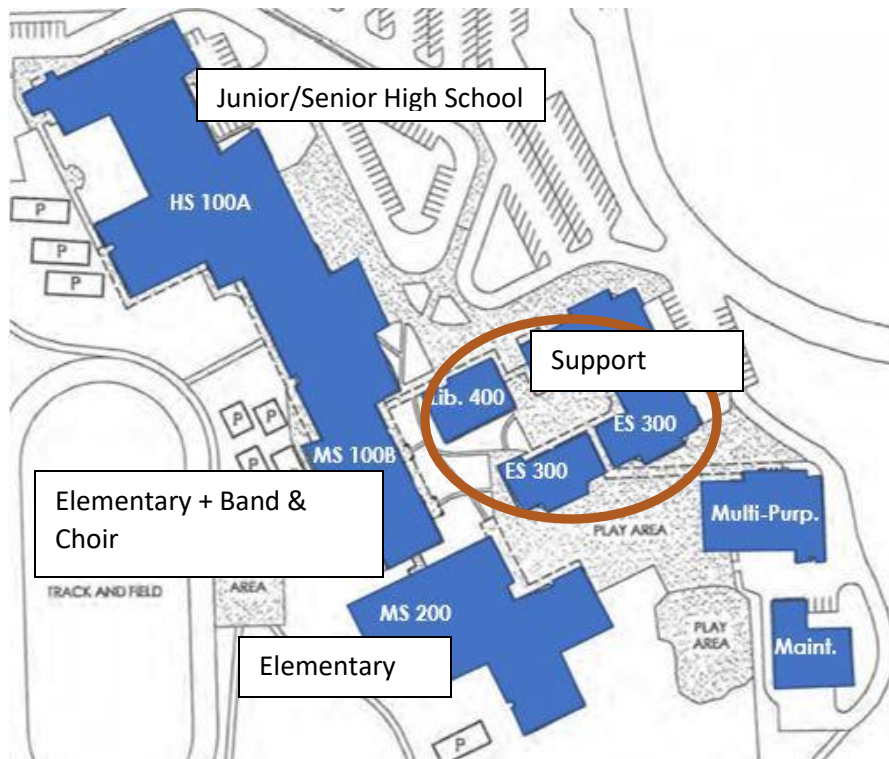 Junior/Senior High School
HS 100A
P
P
P
Support
Lib. 400
ES 300
P
P
MS 100B
P
ES 300
Elementary + Band &
Choir
Multi-Purp.
PLAY AREA
TRACK AND FIELD
AREA
MS 200
PLAY
AREA
Maint.
Elementary
P